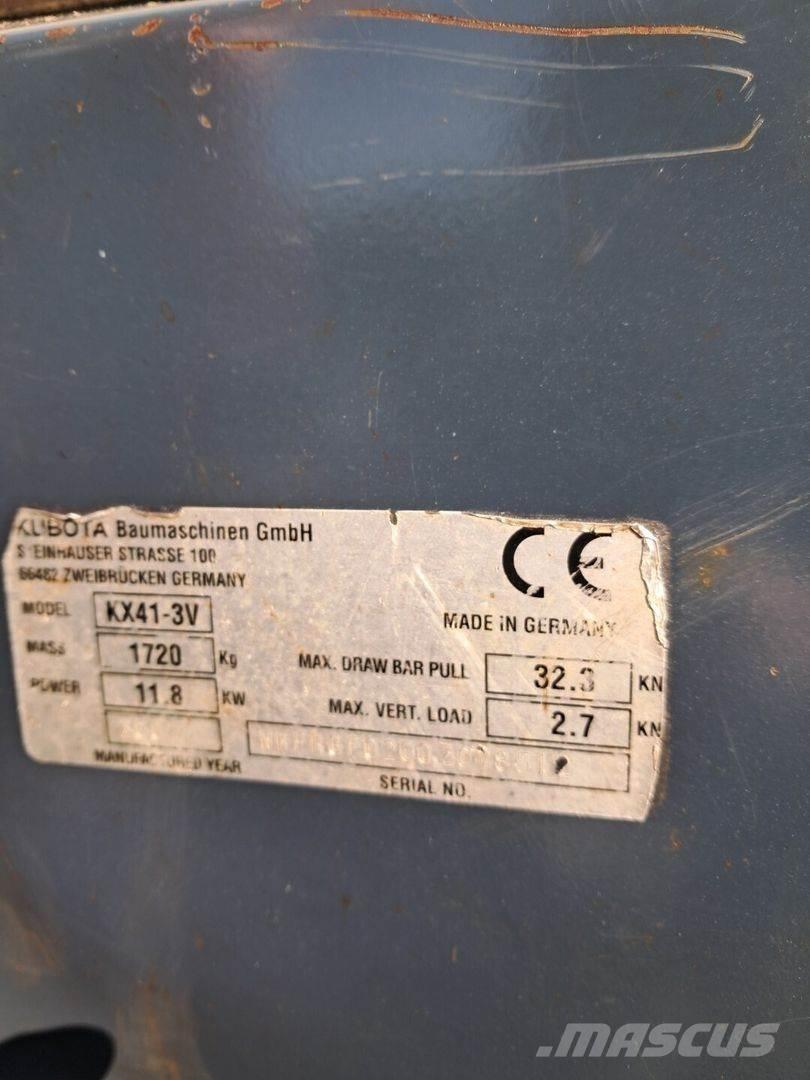 KUBOTA Baumaschinen GmbH
STEINHAUSER STRASSE 100
66482 ZWEIBRÜCKEN GERMANY
CE
MADE IN GERMANY
MODEL KX41-3V
MASS 1720 Kg
POWER 11.8 KW
MAX. DRAW BAR PULL 32.3 KN
MAX. VERT. LOAD 2.7 KN
MANUFACTURED YEAR
SERIAL NO.
MASCUS